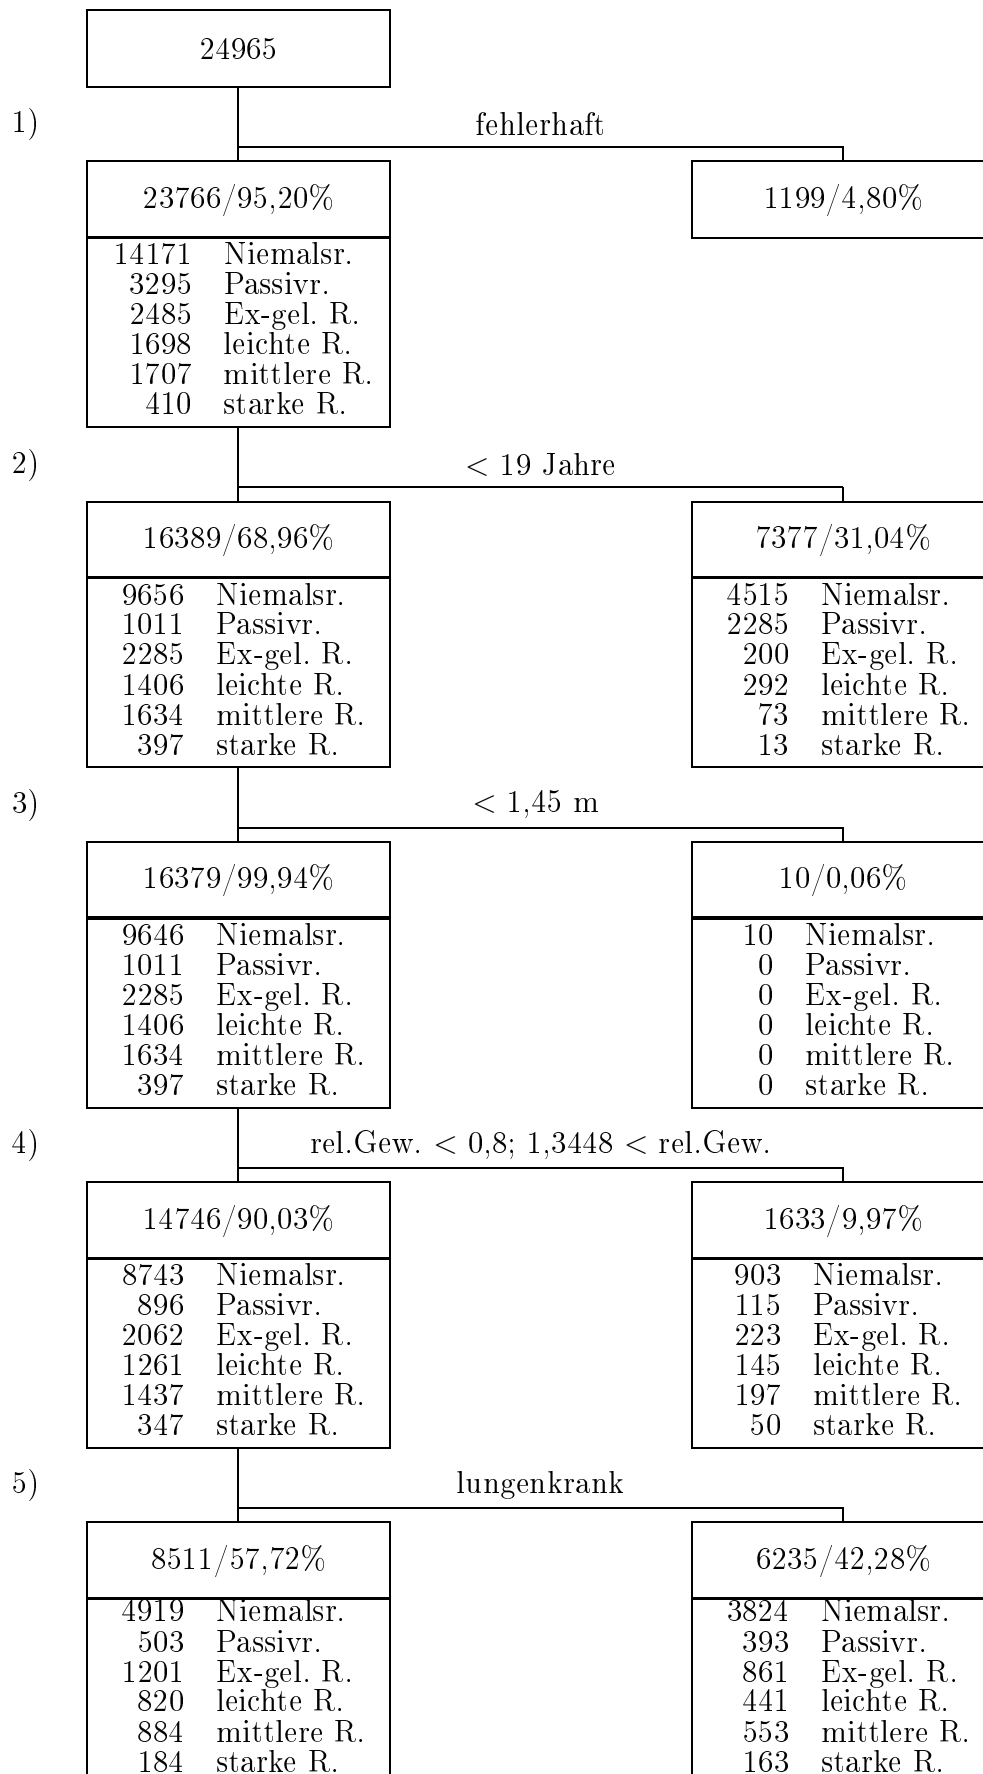 24965
1) fehlerhaft
23766/95,20%
14171 Niemalsr.
3295 Passivr.
2485 Ex-gel. R.
1698 leichte R.
1707 mittlere R.
410 starke R.
1199/4,80%
2) < 19 Jahre
16389/68,96%
9656 Niemalsr.
1011 Passivr.
2285 Ex-gel. R.
1406 leichte R.
1634 mittlere R.
397 starke R.
7377/31,04%
4515 Niemalsr.
2285 Passivr.
200 Ex-gel. R.
292 leichte R.
73 mittlere R.
13 starke R.
3) < 1,45 m
16379/99,94%
9646 Niemalsr.
1011 Passivr.
2285 Ex-gel. R.
1406 leichte R.
1634 mittlere R.
397 starke R.
10/0,06%
10 Niemalsr.
0 Passivr.
0 Ex-gel. R.
0 leichte R.
0 mittlere R.
0 starke R.
4) rel.Gew. < 0,8; 1,3448 < rel.Gew.
14746/90,03%
8743 Niemalsr.
896 Passivr.
2062 Ex-gel. R.
1261 leichte R.
1437 mittlere R.
347 starke R.
1633/9,97%
903 Niemalsr.
115 Passivr.
223 Ex-gel. R.
145 leichte R.
197 mittlere R.
50 starke R.
5) lungenkrank
8511/57,72%
4919 Niemalsr.
503 Passivr.
1201 Ex-gel. R.
820 leichte R.
884 mittlere R.
184 starke R.
6235/42,28%
3824 Niemalsr.
393 Passivr.
861 Ex-gel. R.
441 leichte R.
553 mittlere R.
163 starke R.